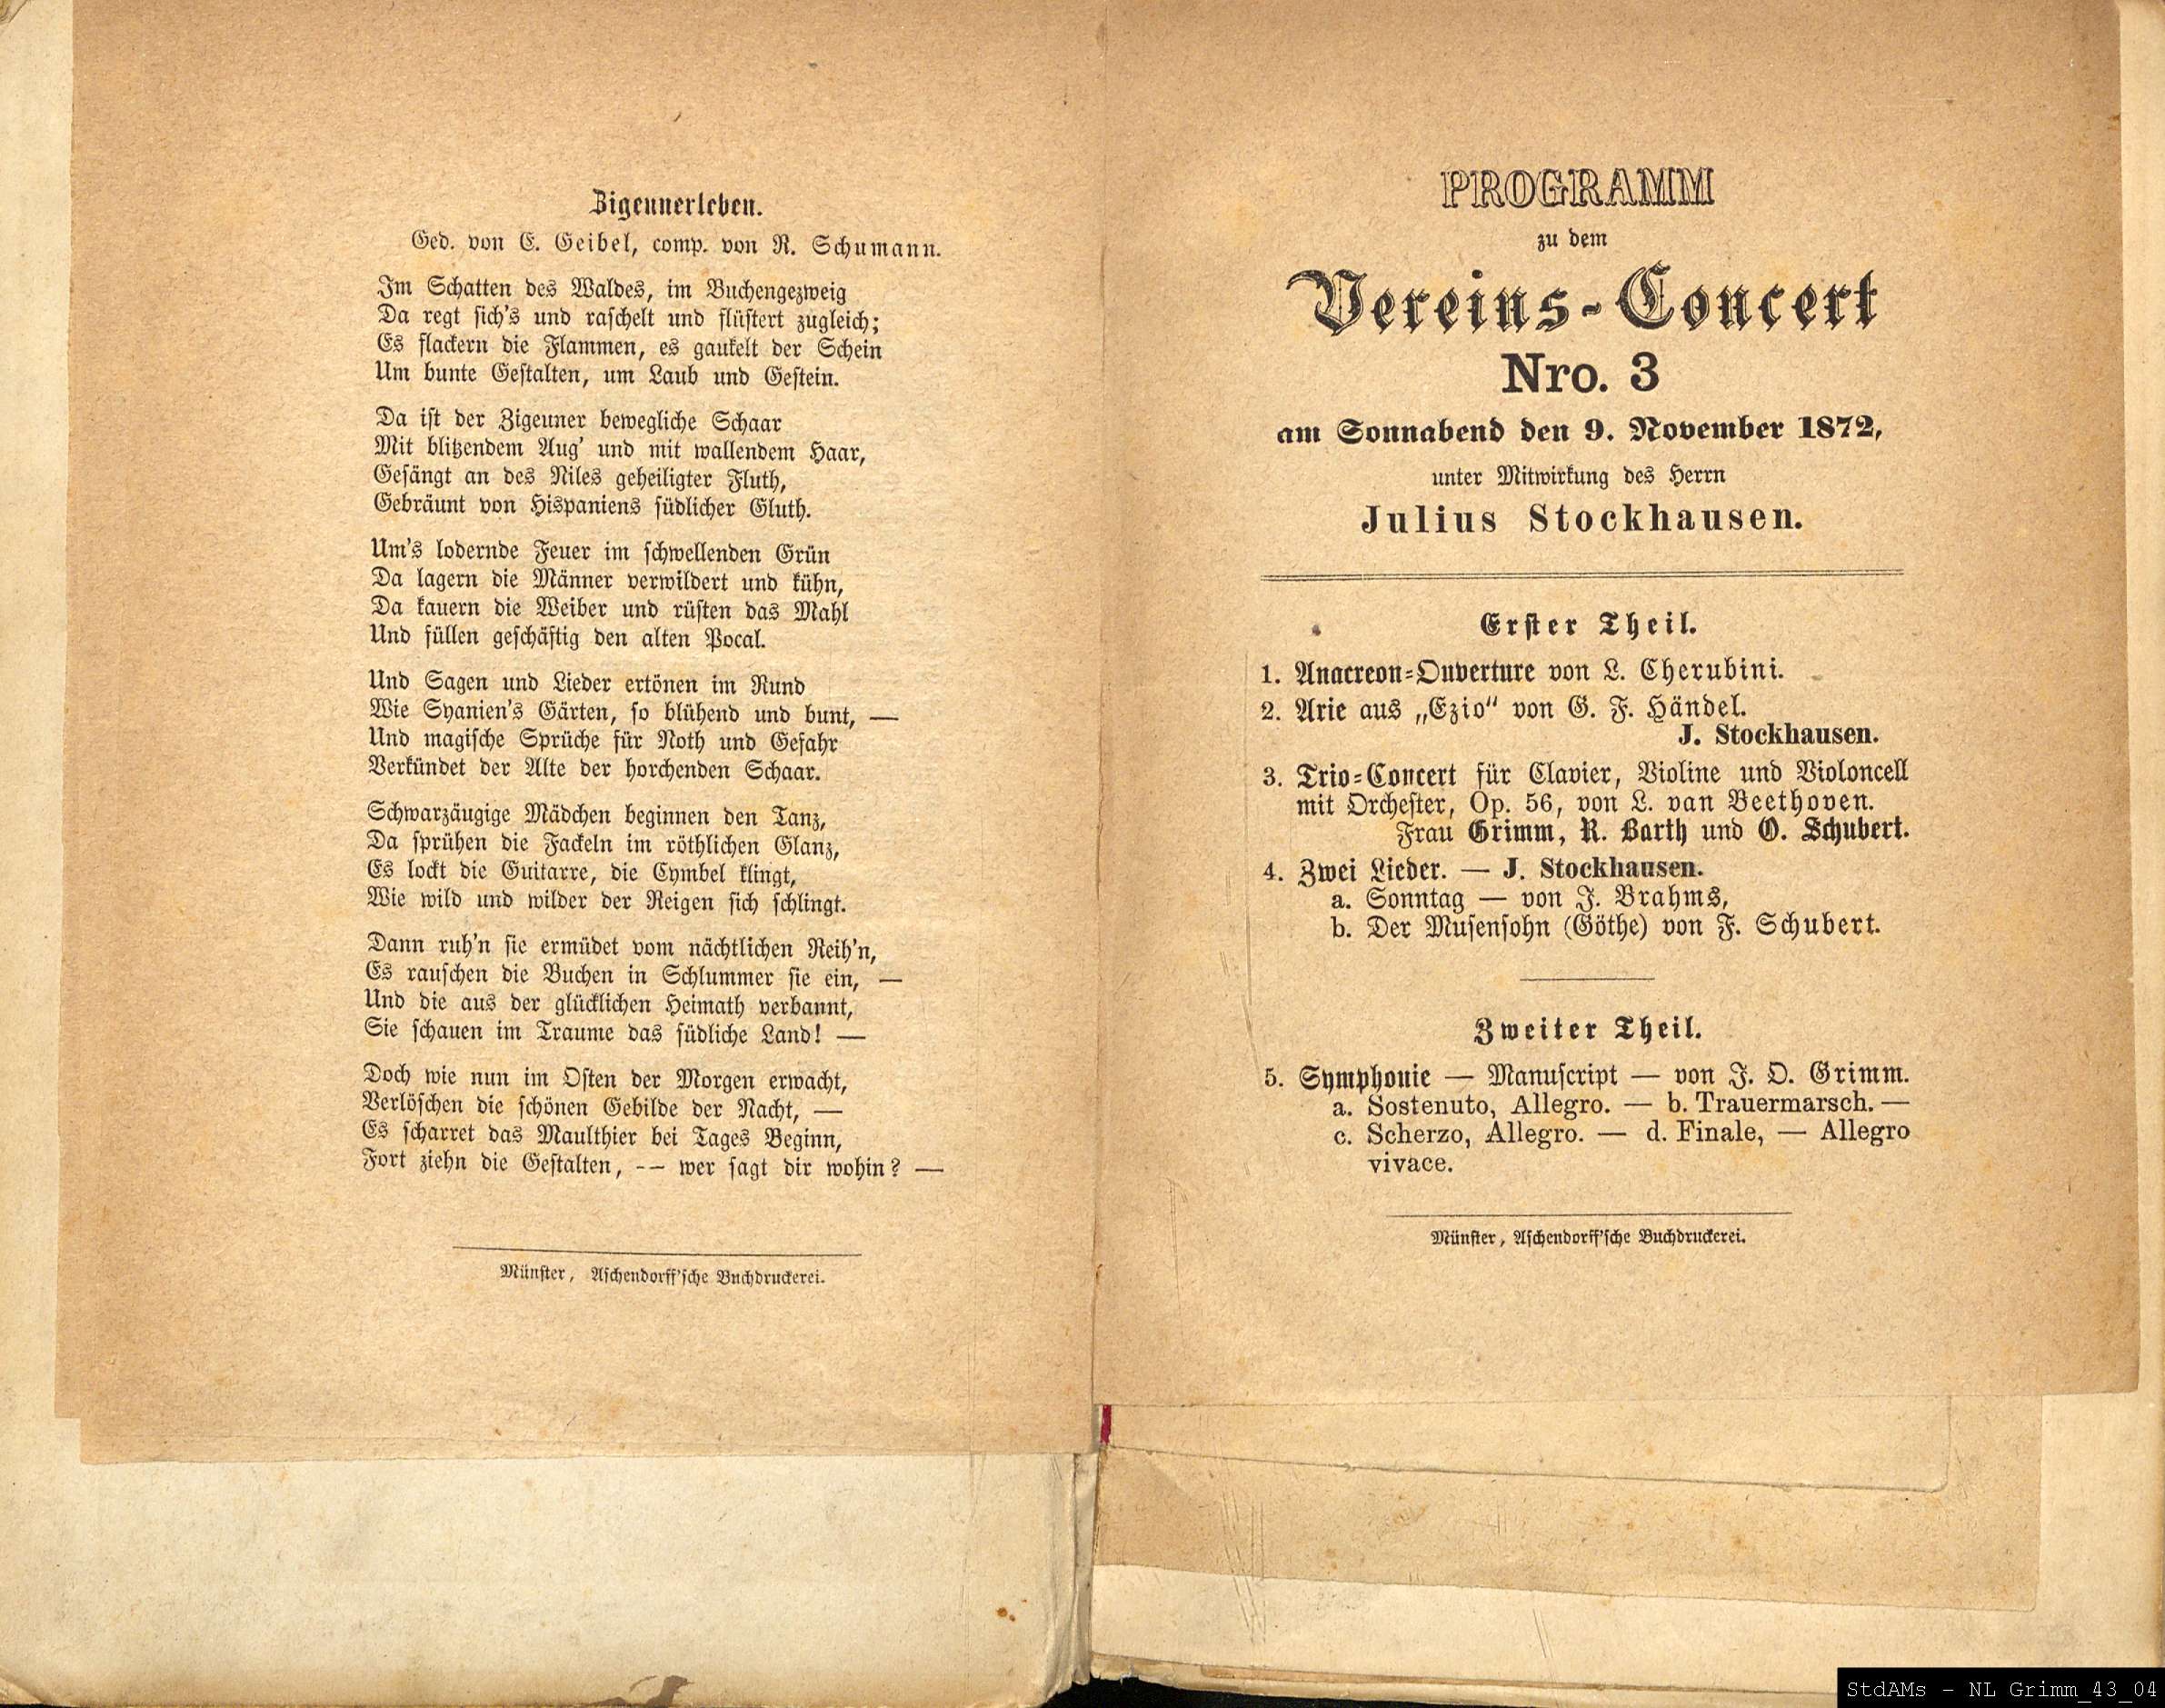 Zigeunerleben.
Ged. von E. Geibel, comp. von R. Schumann.
Im Schatten des Waldes, im Buchengezweig
Da regt sich's und raschelt und flüstert zugleich;
Es flackern die Flammen, es gaukelt der Schein
Um bunte Gestalten, um Laub und Gestein.
Da ist der Zigeuner bewegliche Schaar
Mit blitzendem Aug' und mit wallendem Haar,
Gesängt an des Niles geheiligter Fluth,
Gebräunt von Hispaniens südlicher Gluth.
Um's lodernde Feuer im schwellenden Grün
Da lagern die Männer verwildert und kühn,
Da kauern die Weiber und rüsten das Mahl
Und füllen geschäftig den alten Pocal.
Und Sagen und Lieder ertönen im Rund
Wie Spanien's Gärten, so blühend und bunt, —
Und magische Sprüche für Noth und Gefahr
Verkündet der Alte der horchenden Schaar.
Schwarzäugige Mädchen beginnen den Tanz,
Da sprühen die Fackeln im röthlichen Glanz,
Es lockt die Guitarre, die Cymbel klingt,
Wie wild und wilder der Reigen sich schlingt.
Dann ruh'n sie ermüdet vom nächtlichen Reih'n,
Es rauschen die Buchen in Schlummer sie ein, —
Und die aus der glücklichen Heimath verbannt,
Sie schauen im Traume das südliche Land! —
Doch wie nun im Osten der Morgen erwacht,
Verlöschen die schönen Gebilde der Nacht, —
Es scharret das Maulthier bei Tages Beginn,
Fort ziehn die Gestalten, -- wer sagt dir wohin? —
Münster, Aschendorff'sche Buchdruckerei.
PROGRAMM
zu dem
Vereins-Concert
Nro. 3
am Sonnabend den 9. November 1872,
unter Mitwirkung des Herrn
Julius Stockhausen.
Erster Theil.
1. Anacreon-Ouverture von L. Cherubini.
2. Arie aus „Ezio“ von G. F. Händel.
J. Stockhausen.
3. Trio-Concert für Clavier, Violine und Violoncell
mit Orchester, Op. 56, von L. van Beethoven.
Frau Grimm, R. Barth und O. Schubert.
4. Zwei Lieder. — J. Stockhausen.
a. Sonntag — von J. Brahms,
b. Der Musensohn (Göthe) von F. Schubert.
Zweiter Theil.
5. Symphonie — Manuscript — von J. O. Grimm.
a. Sostenuto, Allegro. — b. Trauermarsch. —
c. Scherzo, Allegro. — d. Finale, — Allegro
vivace.
Münster, Aschendorff'sche Buchdruckerei.
StdAMs - NL Grimm_43_04